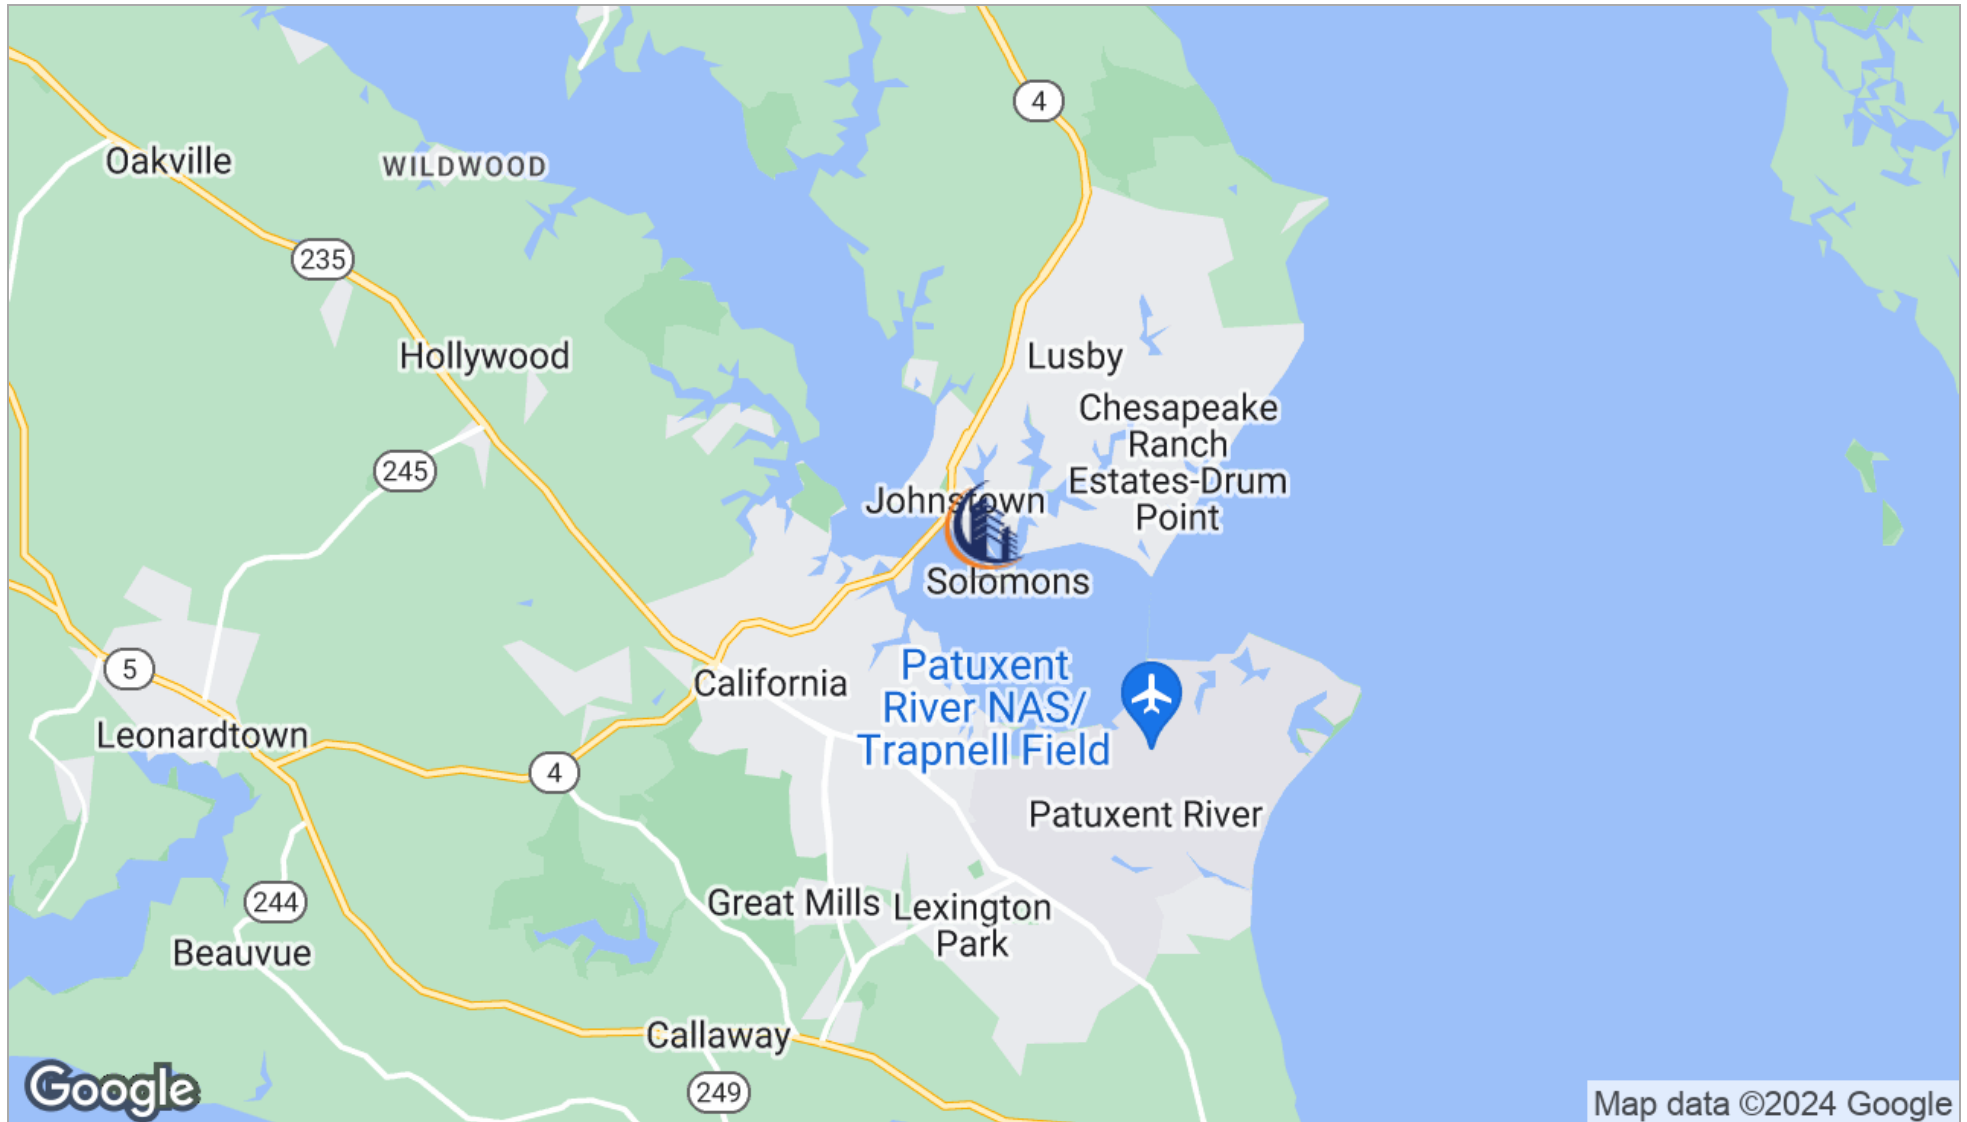 4
Oakville
WILDWOOD
235
Hollywood
Lusby
Chesapeake
Ranch
Estates-Drum
Point
245
Johnstown
Solomons
5
California
Patuxent
River NAS/
Trapnell Field
Leonardtown
4
Patuxent River
244
Great Mills
Lexington
Park
Beauvue
Callaway
249
Google
Map data ©2024 Google